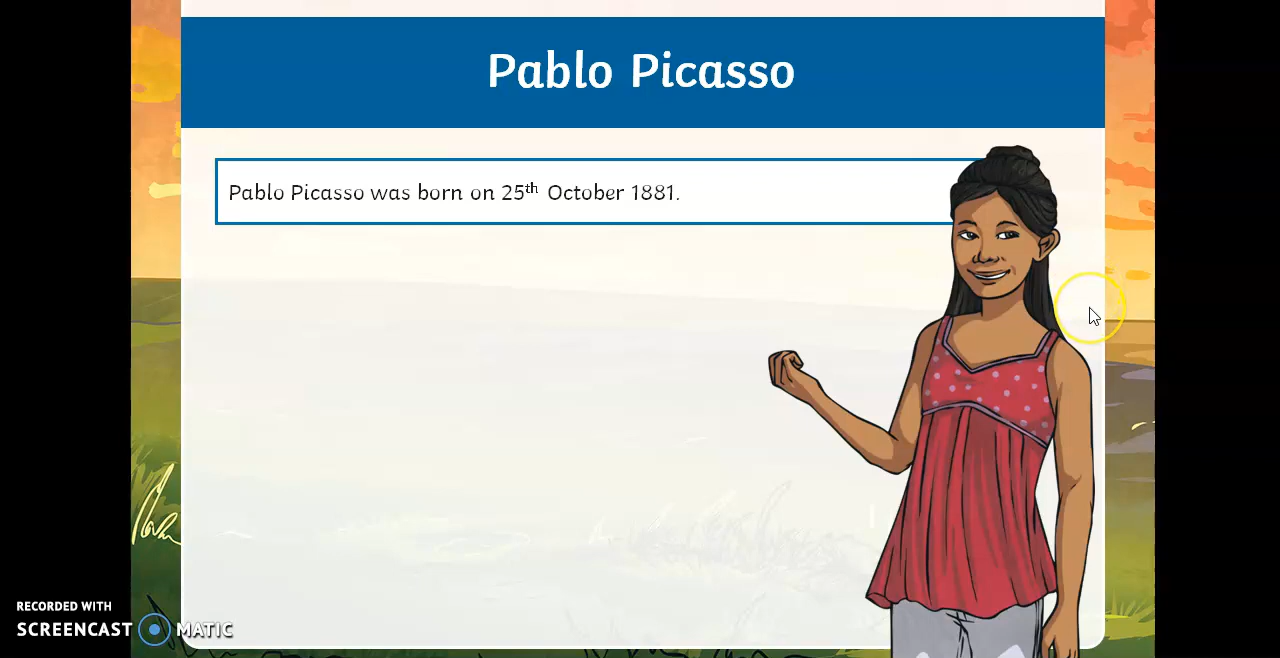 Pablo Picasso
Pablo Picasso was born on 25th October 1881.
RECORDED WITH
SCREENCAST MATIC